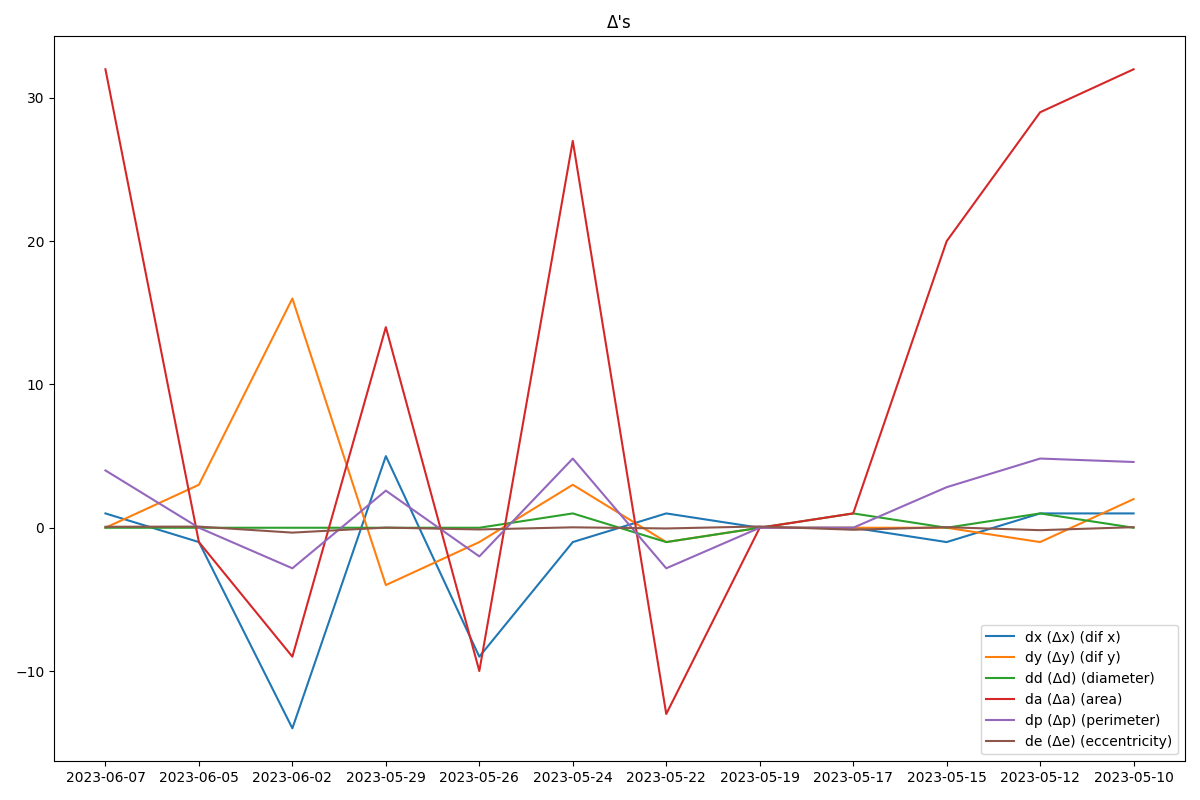 Δ's
30
20
10
0
−10
dx (Δx) (dif x)
dy (Δy) (dif y)
dd (Δd) (diameter)
da (Δa) (area)
dp (Δp) (perimeter)
de (Δe) (eccentricity)
2023-06-07 2023-06-05 2023-06-02 2023-05-29 2023-05-26 2023-05-24 2023-05-22 2023-05-19 2023-05-17 2023-05-15 2023-05-12 2023-05-10